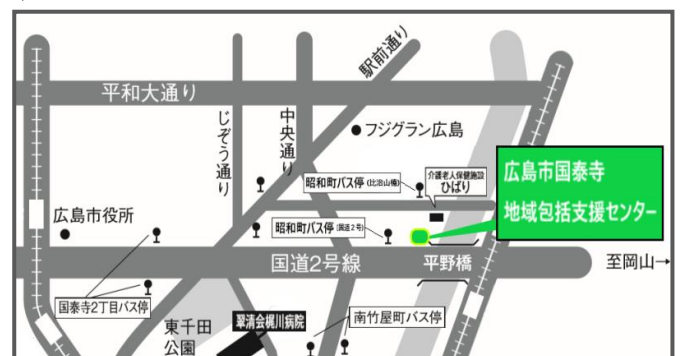 駅前通り
平和大通り
じぞう通り
中央通り
フジグラン広島
昭和町バス停 (比治山橋)
介護老人保健施設
ひばり
広島市国泰寺
地域包括支援センター
広島市役所
昭和町バス停 (国道2号)
国道2号線
平野橋
至岡山→
国泰寺2丁目バス停
東千田
公園
翠清会梶川病院
南竹屋町バス停